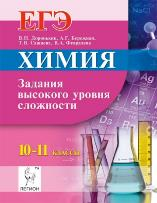 ЕГЭ
В.Н. Доронькин, А.Г. Бережная,
Т.В. Сажнева, В.А. Февралева
ХИМИЯ
Задания
высокого уровня
сложности
10–11 классы
ЛЕГИОН